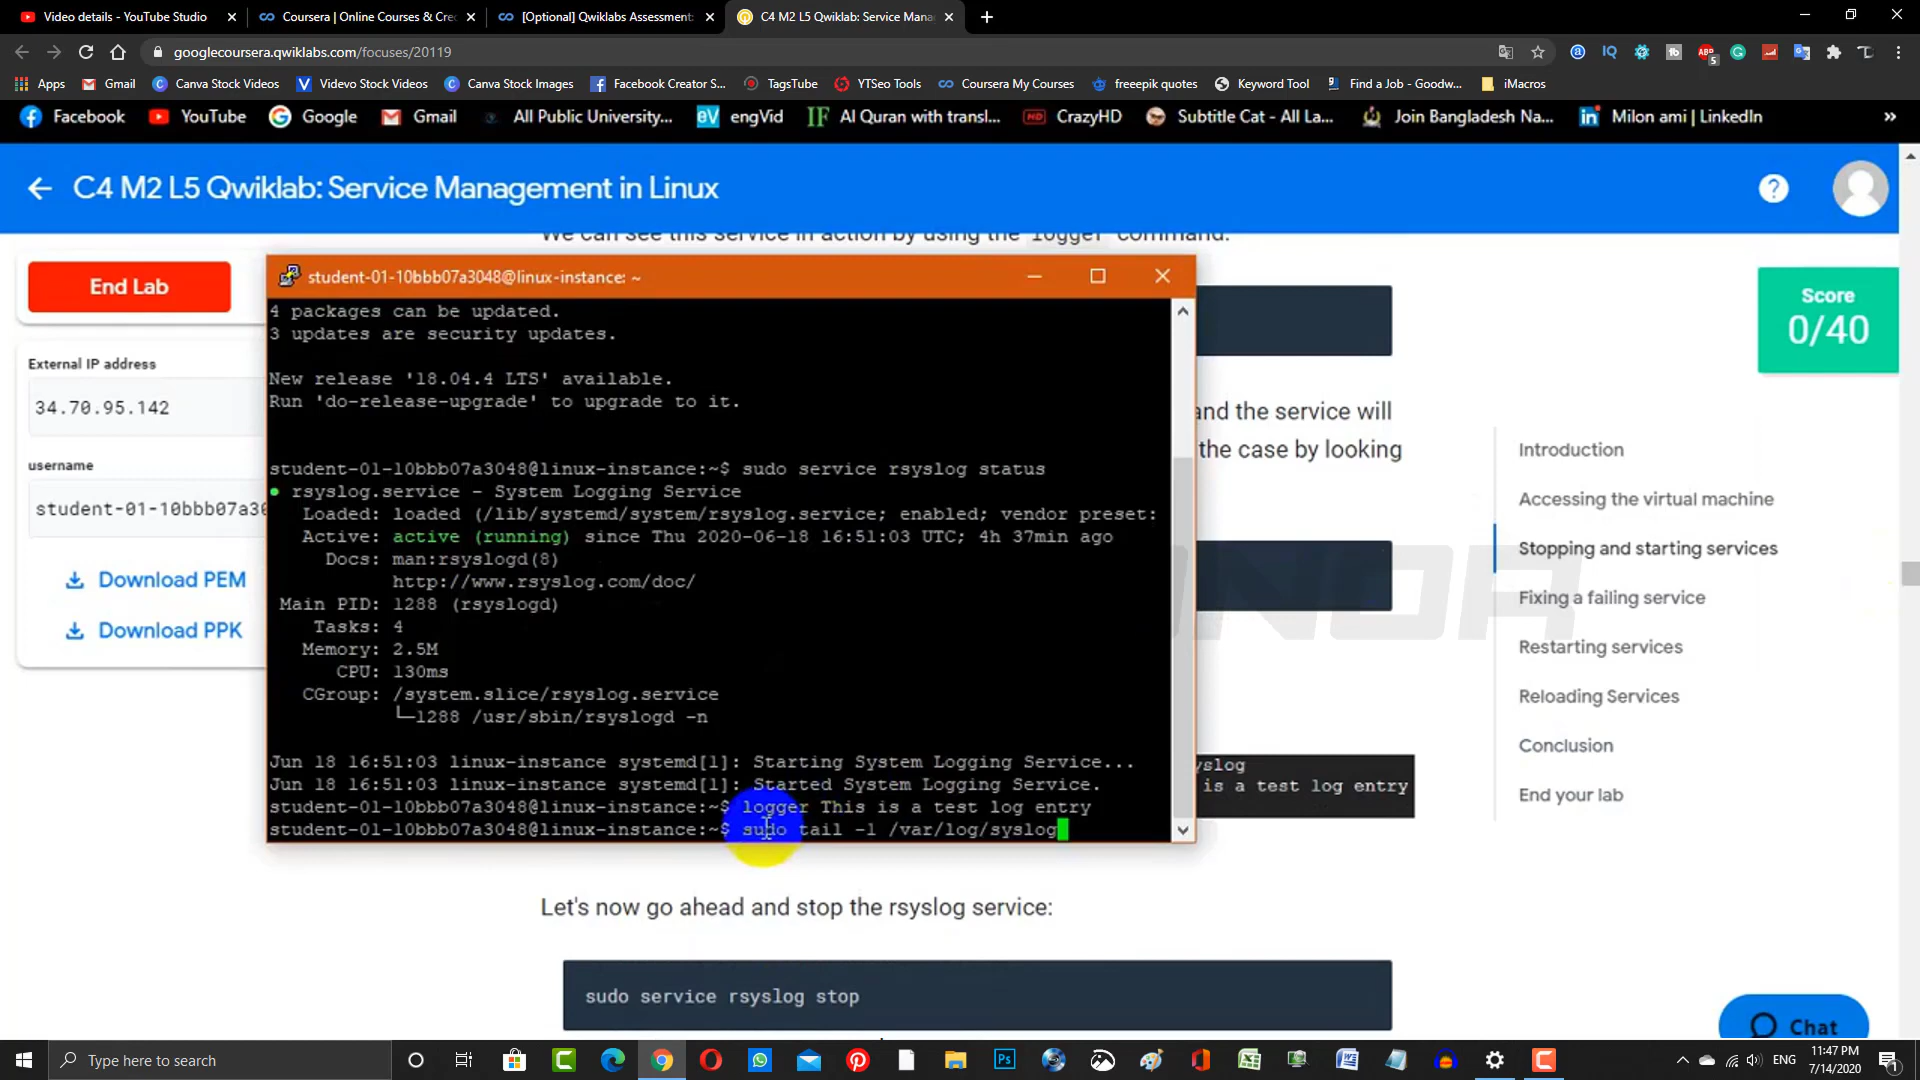 Video details - YouTube Studio
Coursera | Online Courses & Cre
[Optional] Qwiklabs Assessment:
C4 M2 L5 Qwiklab: Service Mana
googlecoursera.qwiklabs.com/focuses/20119
Apps
Gmail
Canva Stock Videos
Videvo Stock Videos
Canva Stock Images
Facebook Creator S...
TagsTube
YTSeo Tools
Coursera My Courses
freeepik quotes
Keyword Tool
Find a Job - Goodw...
iMacros
Facebook
YouTube
Google
Gmail
All Public University...
engVid
Al Quran with transl...
CrazyHD
Subtitle Cat - All La...
Join Bangladesh Na...
Milon ami | LinkedIn
C4 M2 L5 Qwiklab: Service Management in Linux
We can see this service in action by using the logger command.
End Lab
External IP address
34.70.95.142
username
student-01-10bbb07a30
Download PEM
Download PPK
student-01-10bbb07a3048@linux-instance: ~
4 packages can be updated.
3 updates are security updates.
New release '18.04.4 LTS' available.
Run 'do-release-upgrade' to upgrade to it.
student-01-10bbb07a3048@linux-instance:~$ sudo service rsyslog status
● rsyslog.service - System Logging Service
Loaded: loaded (/lib/systemd/system/rsyslog.service; enabled; vendor preset:
Active: active (running) since Thu 2020-06-18 16:51:03 UTC; 4h 37min ago
Docs: man:rsyslogd(8)
http://www.rsyslog.com/doc/
Main PID: 1288 (rsyslogd)
Tasks: 4
Memory: 2.5M
CPU: 130ms
CGroup: /system.slice/rsyslog.service
└─1288 /usr/sbin/rsyslogd -n
Jun 18 16:51:03 linux-instance systemd[1]: Starting System Logging Service...
Jun 18 16:51:03 linux-instance systemd[1]: Started System Logging Service.
student-01-10bbb07a3048@linux-instance:~$ logger This is a test log entry
student-01-10bbb07a3048@linux-instance:~$ sudo tail -1 /var/log/syslog
and the service will
the case by looking
yslog
is a test log entry
Let's now go ahead and stop the rsyslog service:
sudo service rsyslog stop
Score
0/40
Introduction
Accessing the virtual machine
Stopping and starting services
Fixing a failing service
Restarting services
Reloading Services
Conclusion
End your lab
Chat
Type here to search
ENG
11:47 PM
7/14/2020